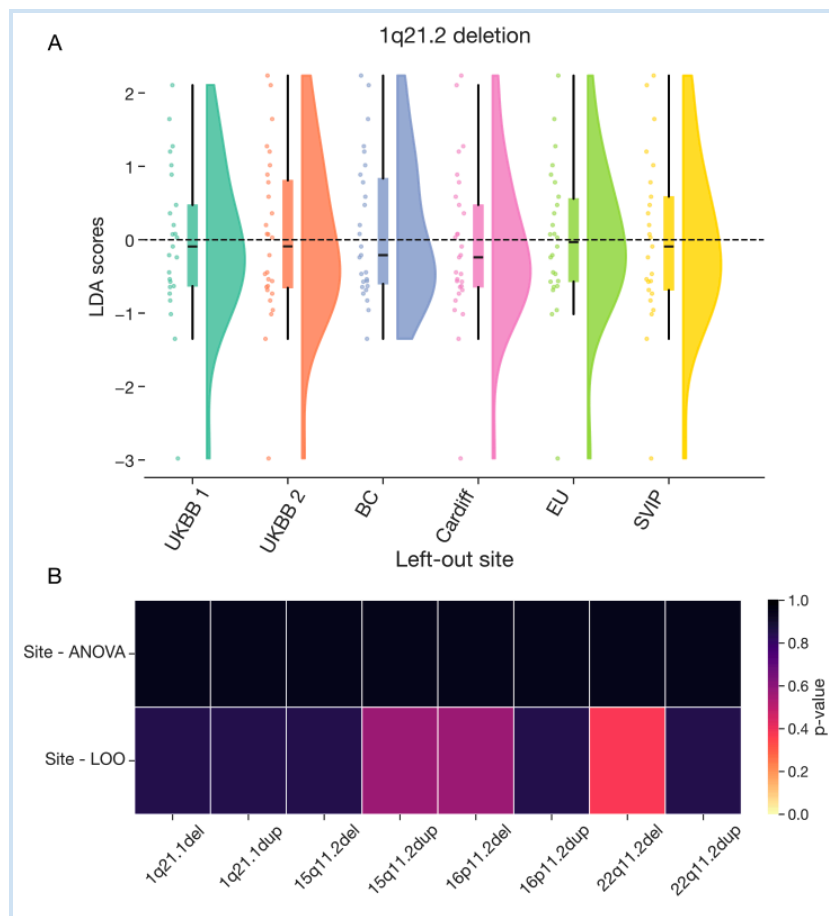 A
1q21.2 deletion
LDA scores
2
1
0
−1
−2
−3
UKBB 1
UKBB 2
BC
Cardiff
EU
SVIP
Left-out site
B
Site - ANOVA
Site - LOO
1.0
0.8
0.6
0.4
0.2
0.0
p-value
1q21.1del
1q21.1dup
15q11.2del
15q11.2dup
16p11.2del
16p11.2dup
22q11.2del
22q11.2dup